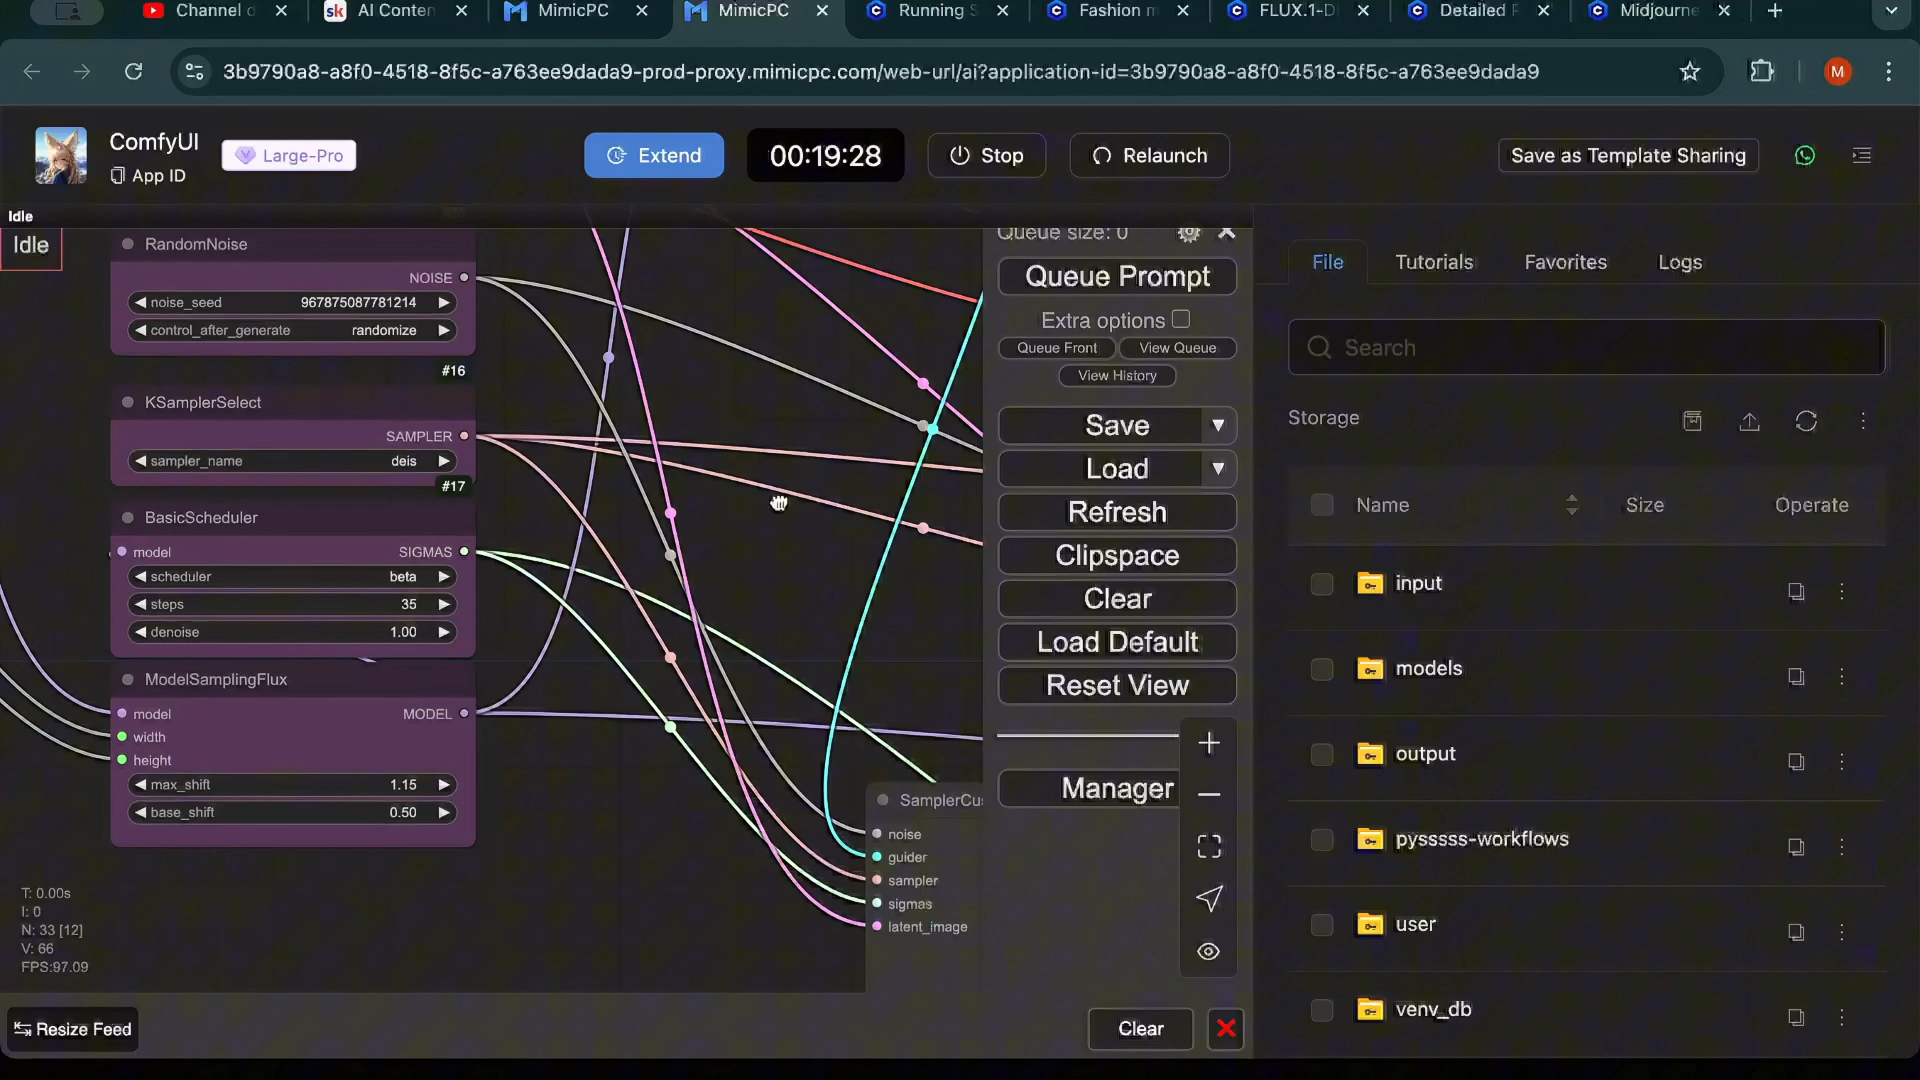 Channel d
AI Conten
MimicPC
MimicPC
Running S
Fashion m
FLUX.1-D
Detailed
Midjourne
3b9790a8-a8f0-4518-8f5c-a763ee9dada9-prod-proxy.mimicpc.com/web-url/ai?application-id=3b9790a8-a8f0-4518-8f5c-a763ee9dada9
M
ComfyUI
App ID
Large-Pro
Extend
00:19:28
Stop
Relaunch
Save as Template Sharing
Idle
Idle
RandomNoise
NOISE
noise_seed 967875087781214
control_after_generate randomize
#16
KSamplerSelect
SAMPLER
sampler_name deis
#17
BasicScheduler
model SIGMAS
scheduler beta
steps 35
denoise 1.00
ModelSamplingFlux
model MODEL
width
height
max_shift 1.15
base_shift 0.50
T: 0.00s
I: 0
N: 33 [12]
V: 66
FPS:97.09
Resize Feed
SamplerCus
noise
guider
sampler
sigmas
latent_image
Queue size: 0
Queue Prompt
Extra options
Queue Front
View Queue
View History
Save
Load
Refresh
Clipspace
Clear
Load Default
Reset View
Manager
Clear
File
Tutorials
Favorites
Logs
Search
Storage
Name Size Operate
input
models
output
pysssss-workflows
user
venv_db